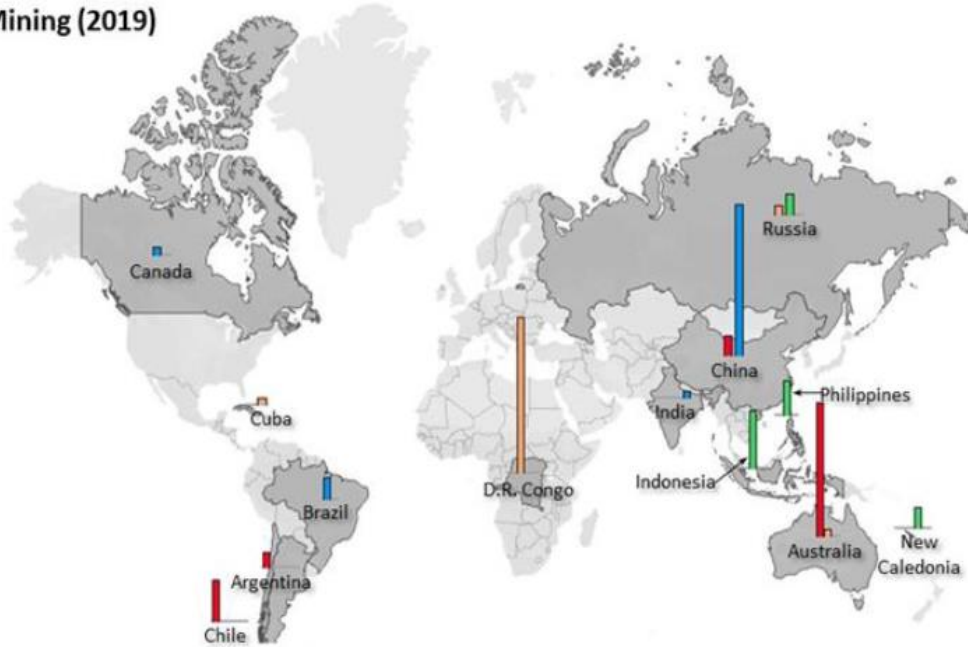 Mining (2019)
Russia
Canada
China
Philippines
India
Cuba
Indonesia
D.R. Congo
Brazil
Australia
New
Caledonia
Argentina
Chile